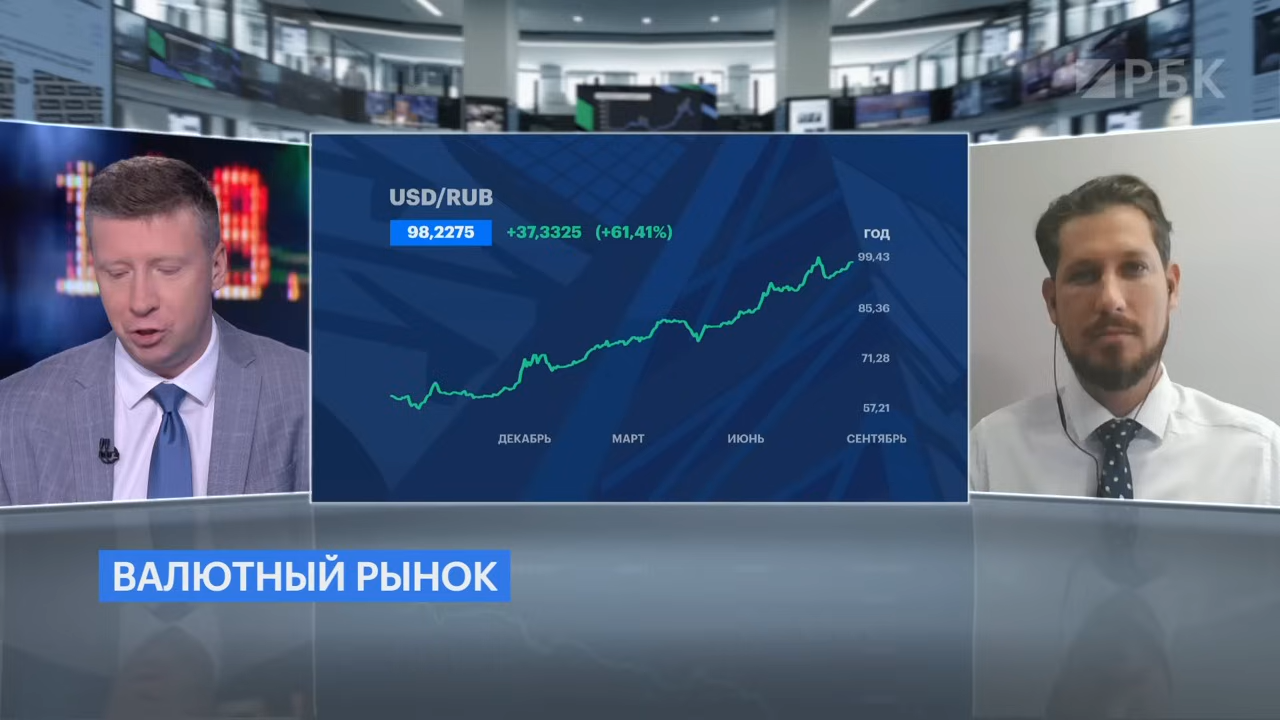 РБК
USD/RUB
98,2275 +37,3325 (+61,41%)
ГОД
99,43
85,36
71,28
57,21
ДЕКАБРЬ МАРТ ИЮНЬ СЕНТЯБРЬ
ВАЛЮТНЫЙ РЫНОК